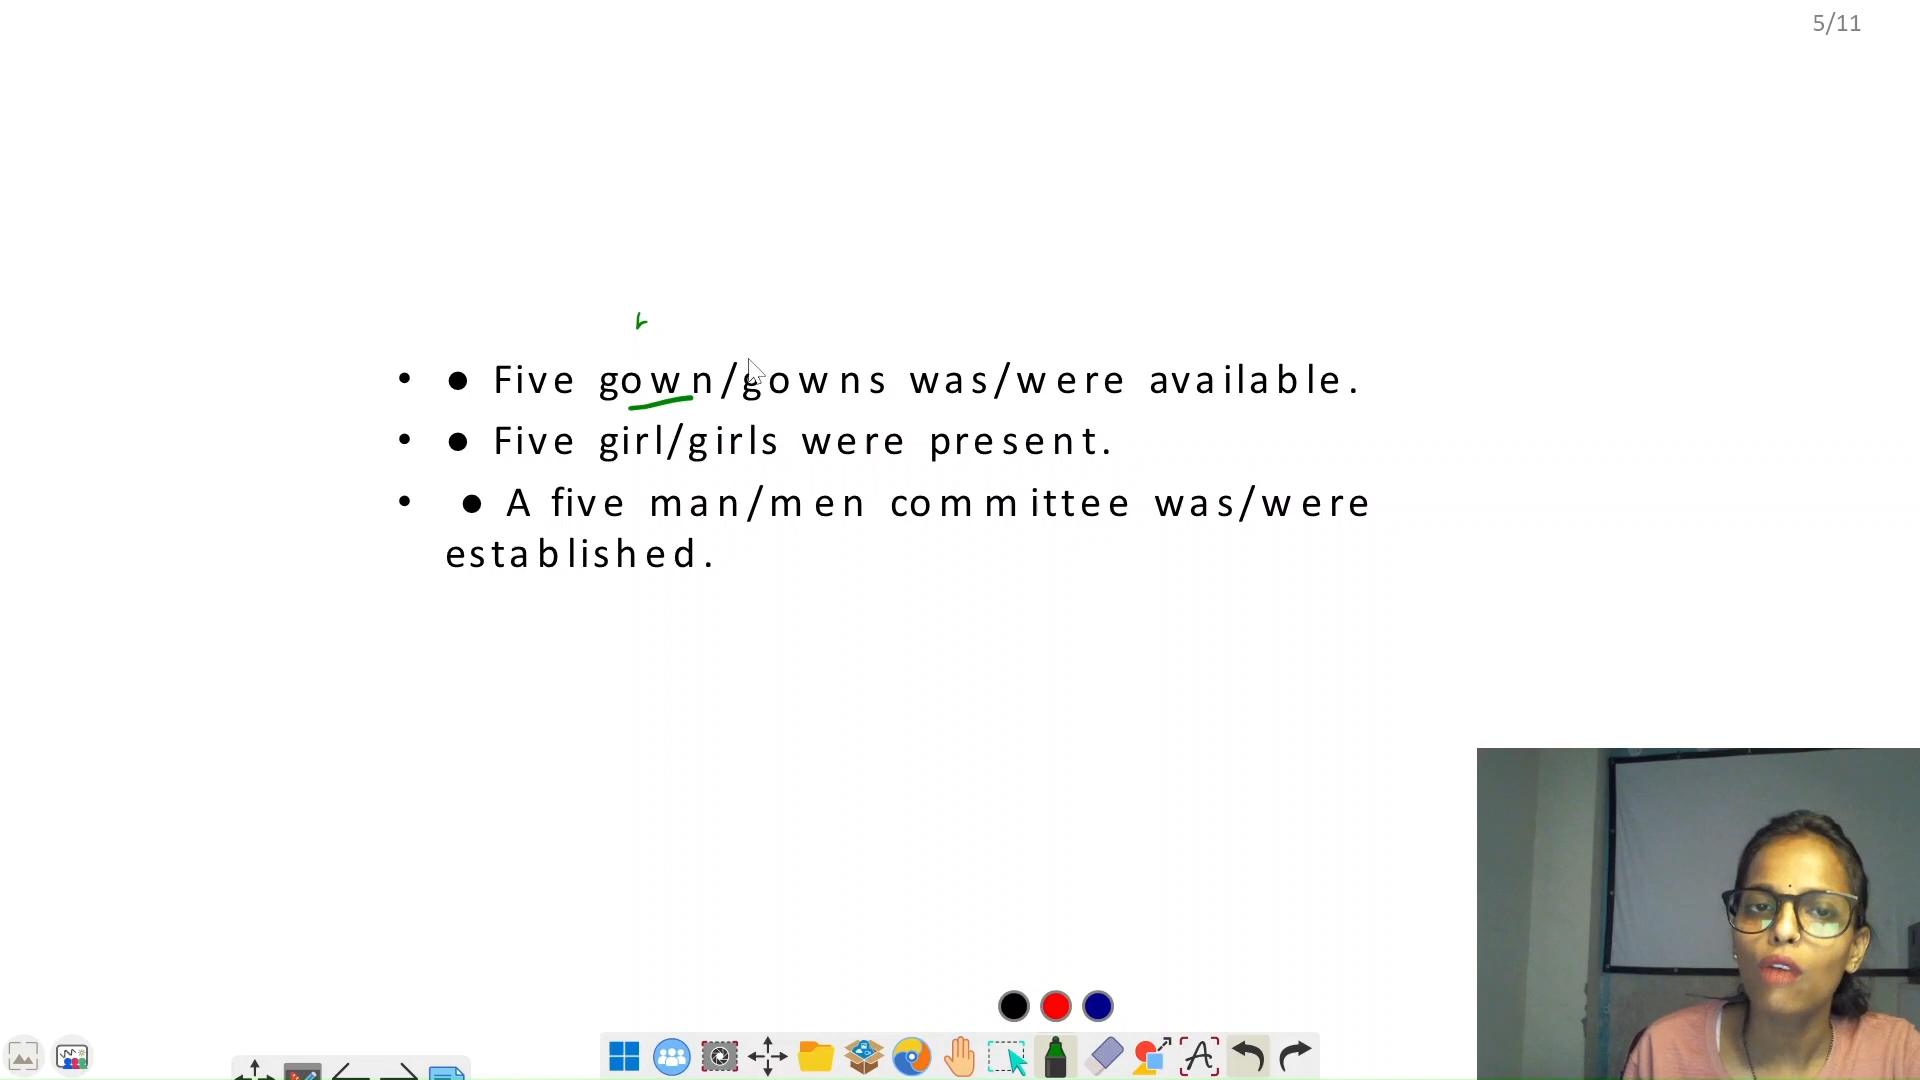 5/11
• ● Five gown/gowns was/were available.
• ● Five girl/girls were present.
• ● A five man/men committee was/were
established.